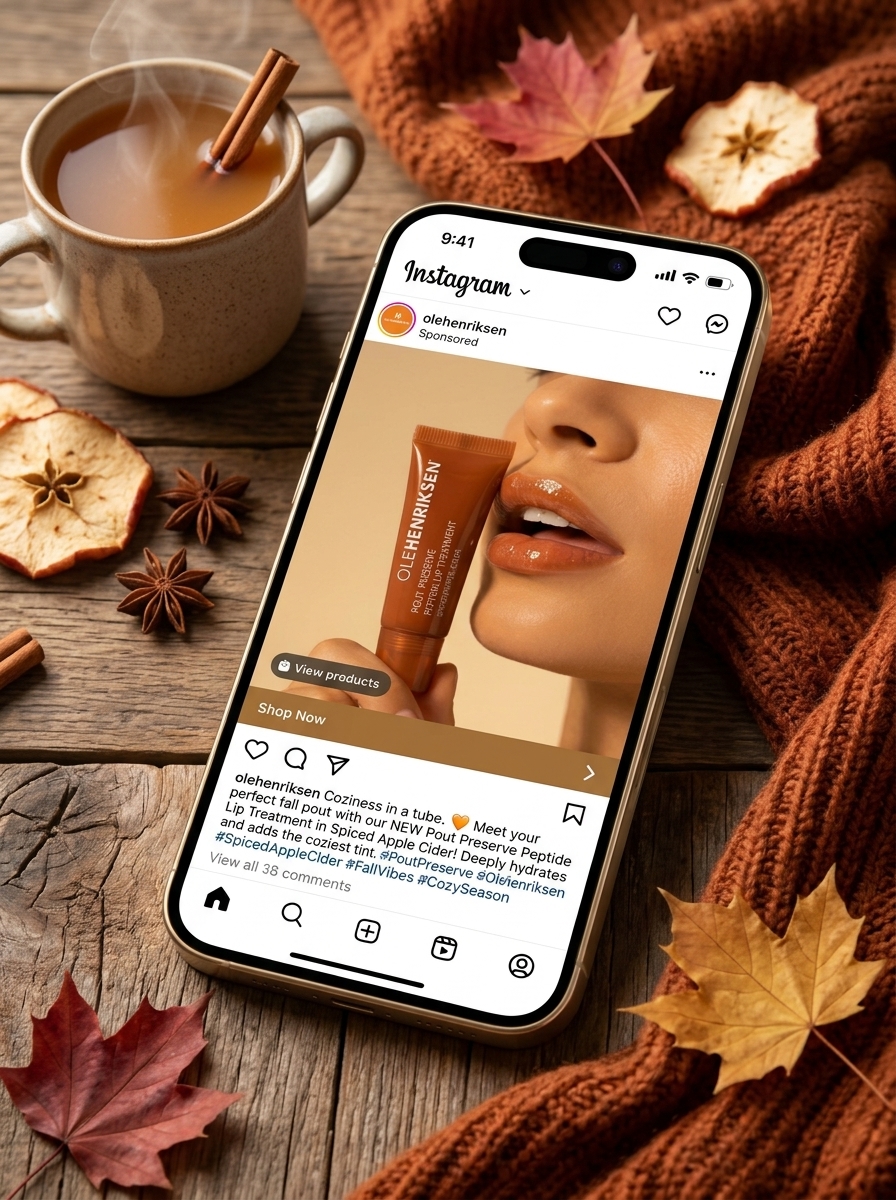 9:41
Instagram
olehenriksen
Sponsored
OLEHENRIKSEN
View products
Shop Now
olehenriksen Coziness in a tube. 🧡 Meet your
perfect fall pout with our NEW Pout Preserve Peptide
Lip Treatment in Spiced Apple Cider! Deeply hydrates
and adds the coziest tint. #PoutPreserve
#SpicedAppleCIder #FallVibes #CozySeason
View all 38 comments